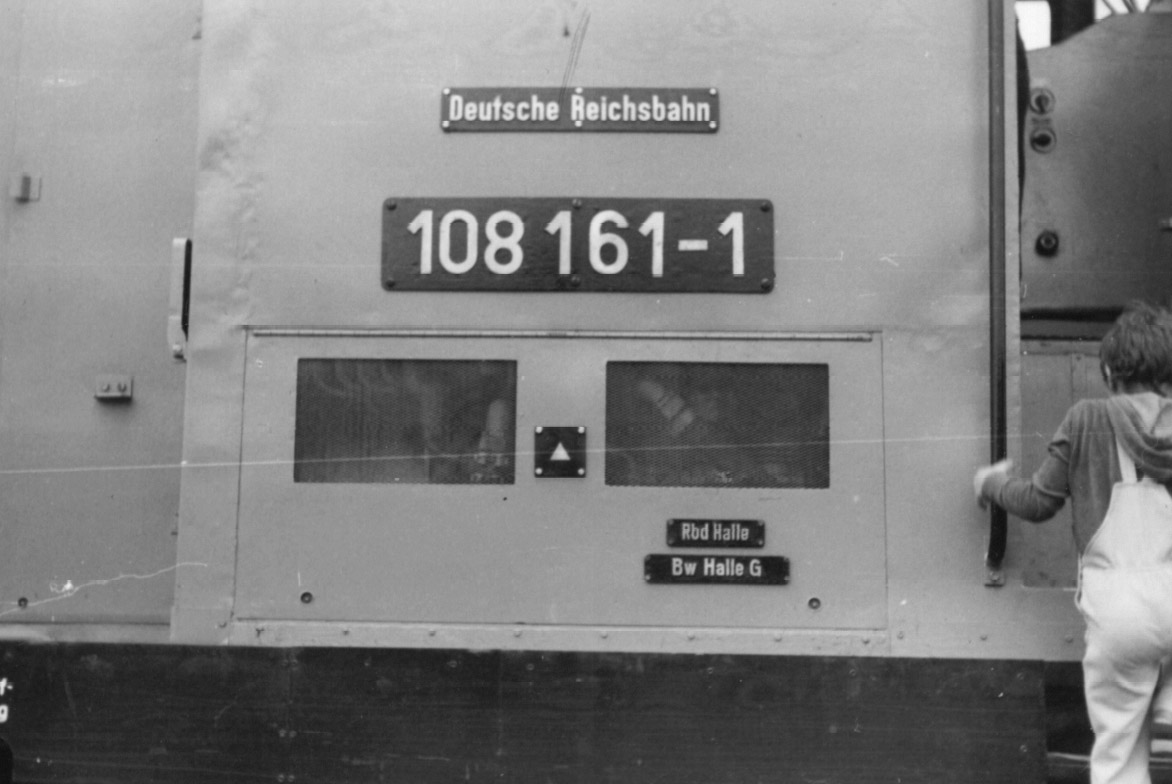 Deutsche Reichsbahn
108 161-1
Rbd Halle
Bw Halle G